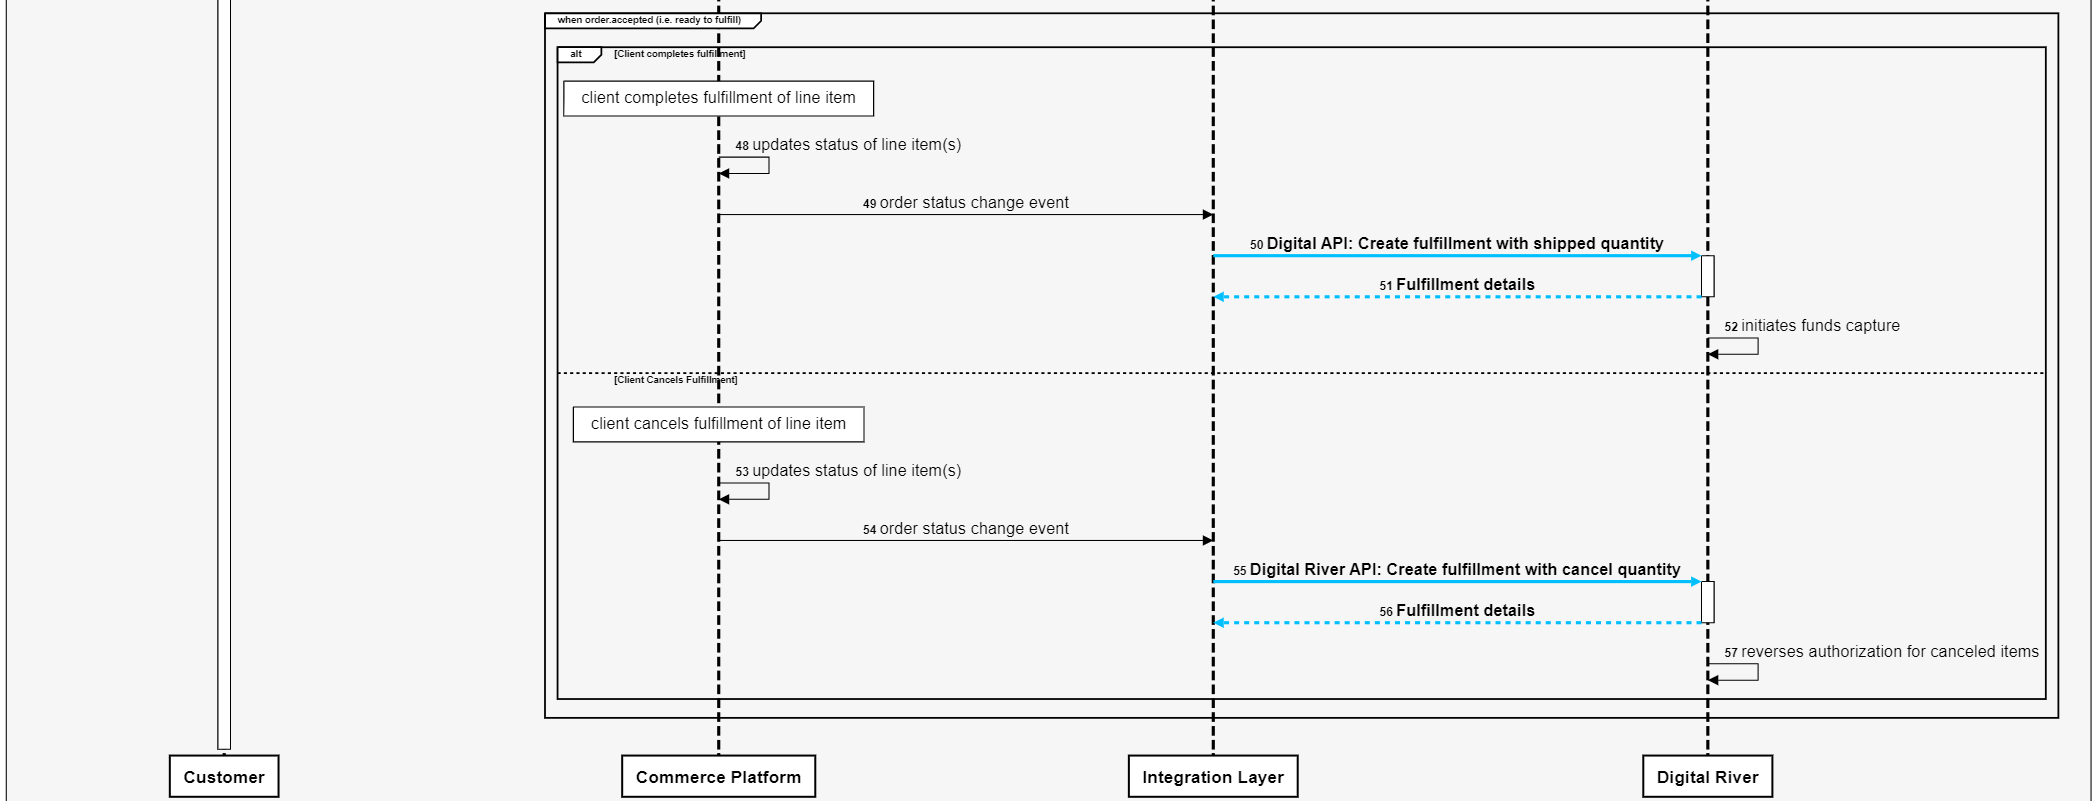 when order.accepted (i.e. ready to fulfill)
alt [Client completes fulfillment]
client completes fulfillment of line item
48 updates status of line item(s)
49 order status change event
50 Digital API: Create fulfillment with shipped quantity
51 Fulfillment details
52 initiates funds capture
[Client Cancels Fulfillment]
client cancels fulfillment of line item
53 updates status of line item(s)
54 order status change event
55 Digital River API: Create fulfillment with cancel quantity
56 Fulfillment details
57 reverses authorization for canceled items
Customer Commerce Platform Integration Layer Digital River